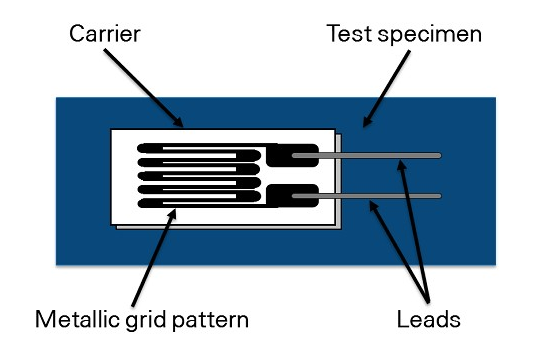 Carrier
Test specimen
Metallic grid pattern
Leads